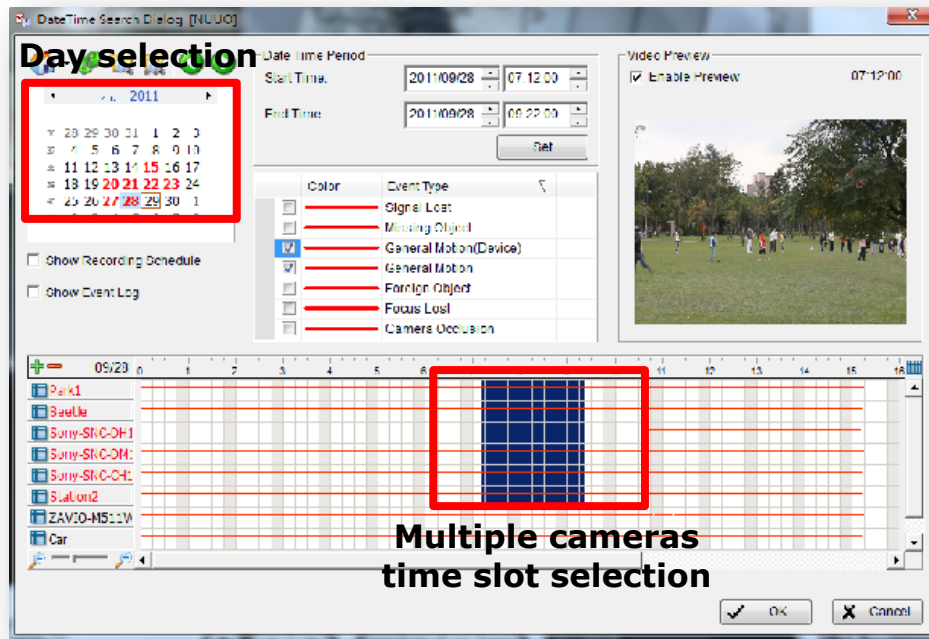 DateTime Search Dialog [NUUO]
Day selection
2011
28 29 30 31 1 2 3
4 5 6 7 8 9 10
11 12 13 14 15 16 17
18 19 20 21 22 23 24
25 26 27 28 29 30 1
Show Recording Schedule
Show Event Log
Date Time Period
Start Time:
2011/09/28 07:12:00
End Time
2011/09/28 09:22:00
Set
Color Event Type
Signal Lost
Missing Object
General Motion(Device)
General Motion
Foreign Object
Focus Lost
Camera Occlusion
Video Preview
Enable Preview 07:12:00
09/28 0 1 2 3 4 5 6 11 12 13 14 15 16
Park1
Beetle
Sony-SNC-DH1
Sony-SNC-DM1
Sony-SNC-CH1
Station2
ZAVIO-M511W
Car
Multiple cameras
time slot selection
OK Cancel